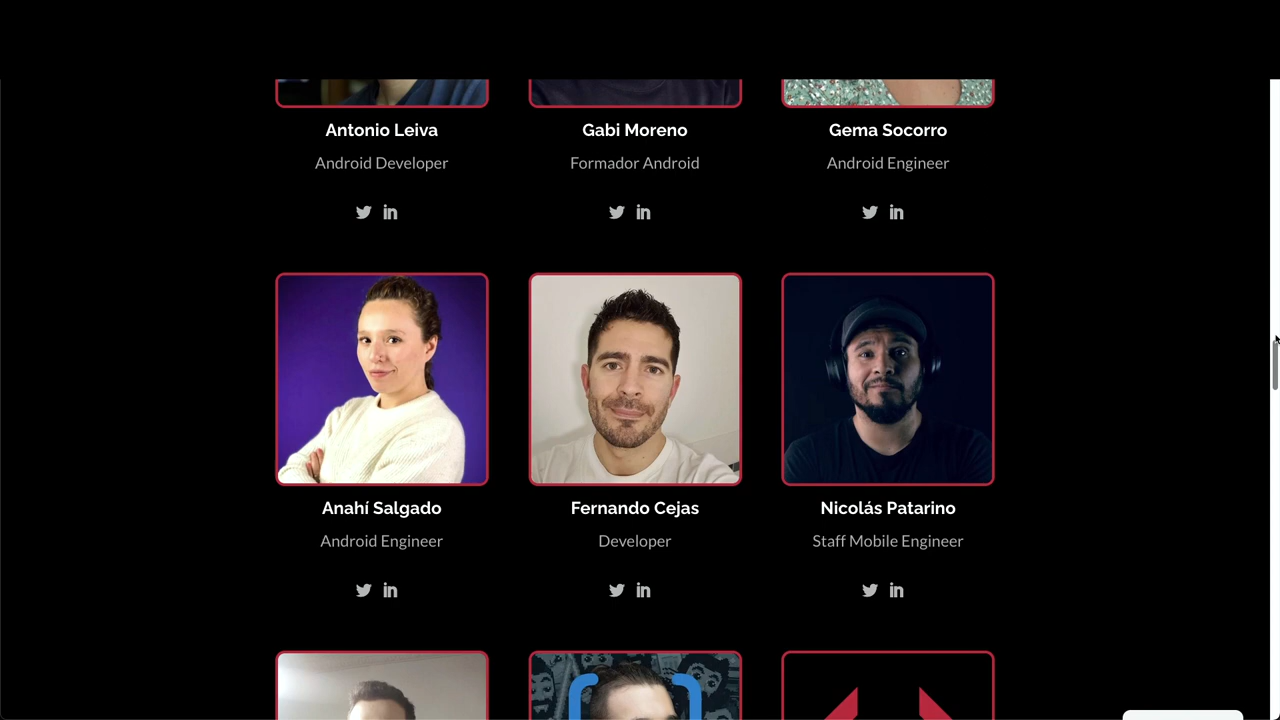 Antonio Leiva
Gabi Moreno
Gema Socorro
Android Developer
Formador Android
Android Engineer
Anahí Salgado
Fernando Cejas
Nicolás Patarino
Android Engineer
Developer
Staff Mobile Engineer